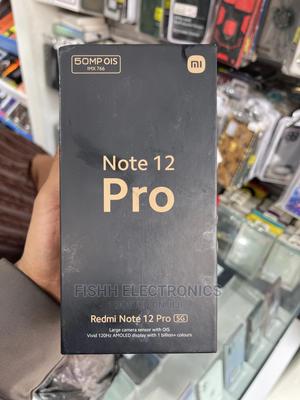 50MP OIS
IMX 766
mi
Note 12
Pro
FISHH ELECTRONICS
Redmi Note 12 Pro 5G
Large camera sensor with OIS
Vivid 120Hz AMOLED display with 1 billion+ colours